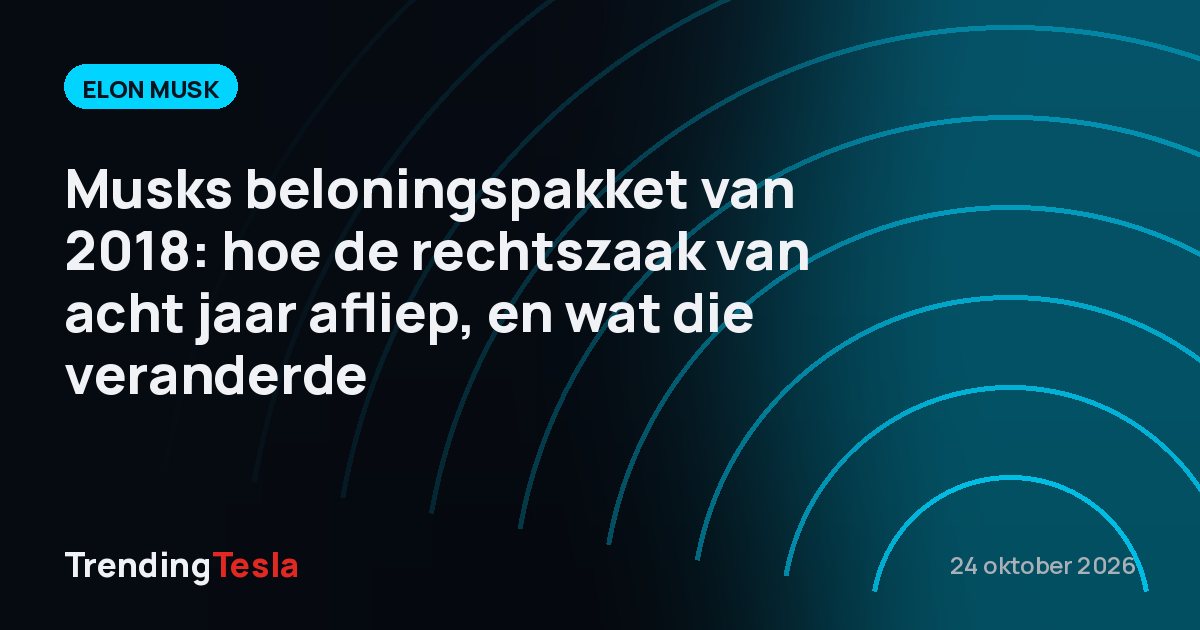 ELON MUSK
Musks beloningspakket van
2018: hoe de rechtszaak van
acht jaar afliep, en wat die
veranderde
TrendingTesla
24 oktober 2026